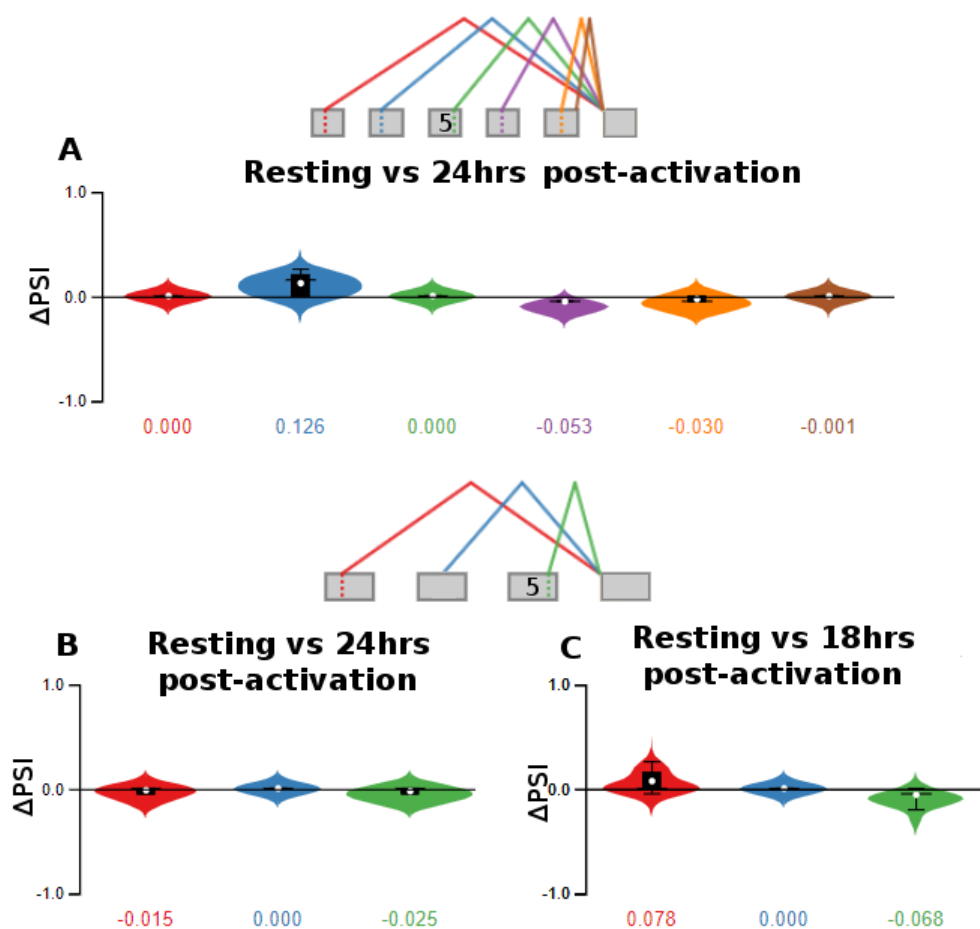 5
A
Resting vs 24hrs post-activation
1.0
0.0
-1.0
ΔPSI
0.000 0.126 0.000 -0.053 -0.030 -0.001
5
B
Resting vs 24hrs
post-activation
1.0
0.0
-1.0
ΔPSI
-0.015 0.000 -0.025
C
Resting vs 18hrs
post-activation
1.0
0.0
-1.0
ΔPSI
0.078 0.000 -0.068